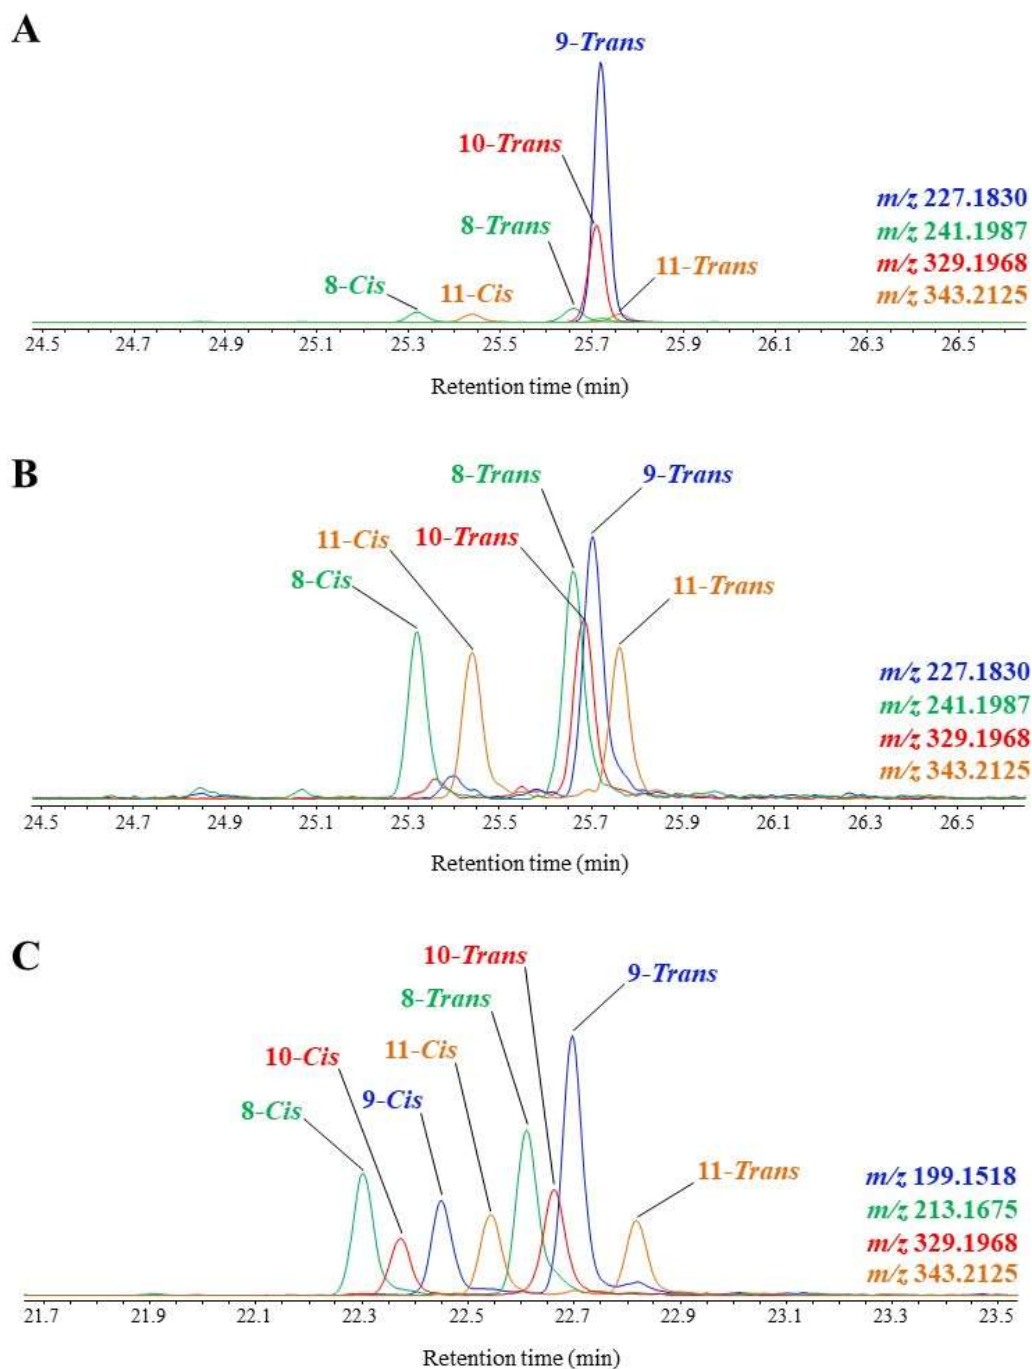 A
9-Trans
10-Trans
8-Trans
11-Trans
8-Cis
11-Cis
m/z 227.1830
m/z 241.1987
m/z 329.1968
m/z 343.2125
24.5 24.7 24.9 25.1 25.3 25.5 25.7 25.9 26.1 26.3 26.5
Retention time (min)
B
8-Trans
9-Trans
11-Cis
10-Trans
8-Cis
11-Trans
m/z 227.1830
m/z 241.1987
m/z 329.1968
m/z 343.2125
24.5 24.7 24.9 25.1 25.3 25.5 25.7 25.9 26.1 26.3 26.5
Retention time (min)
C
10-Trans
9-Trans
8-Trans
10-Cis
11-Cis
9-Cis
8-Cis
11-Trans
m/z 199.1518
m/z 213.1675
m/z 329.1968
m/z 343.2125
21.7 21.9 22.1 22.3 22.5 22.7 22.9 23.1 23.3 23.5
Retention time (min)